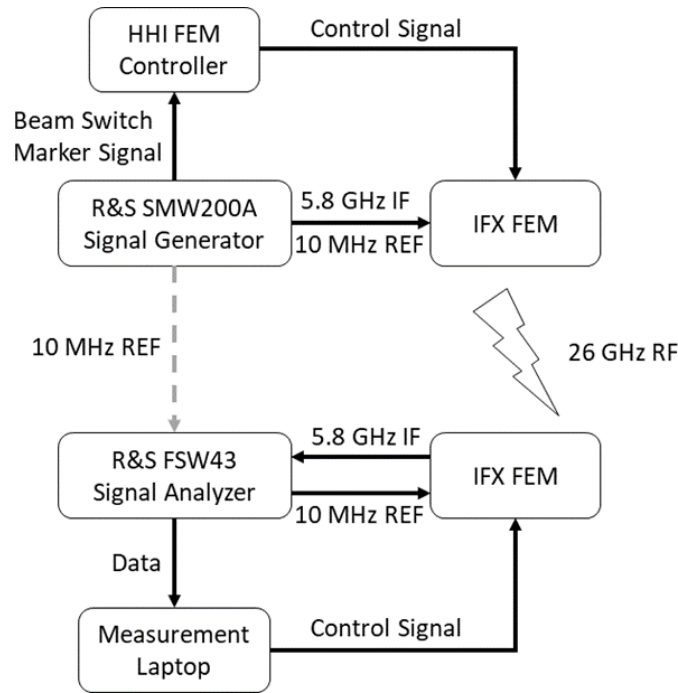 HHI FEM
Controller
Control Signal
Beam Switch
Marker Signal
R&S SMW200A
Signal Generator
5.8 GHz IF
10 MHz REF
IFX FEM
10 MHz REF
26 GHz RF
R&S FSW43
Signal Analyzer
5.8 GHz IF
10 MHz REF
IFX FEM
Data
Measurement
Laptop
Control Signal